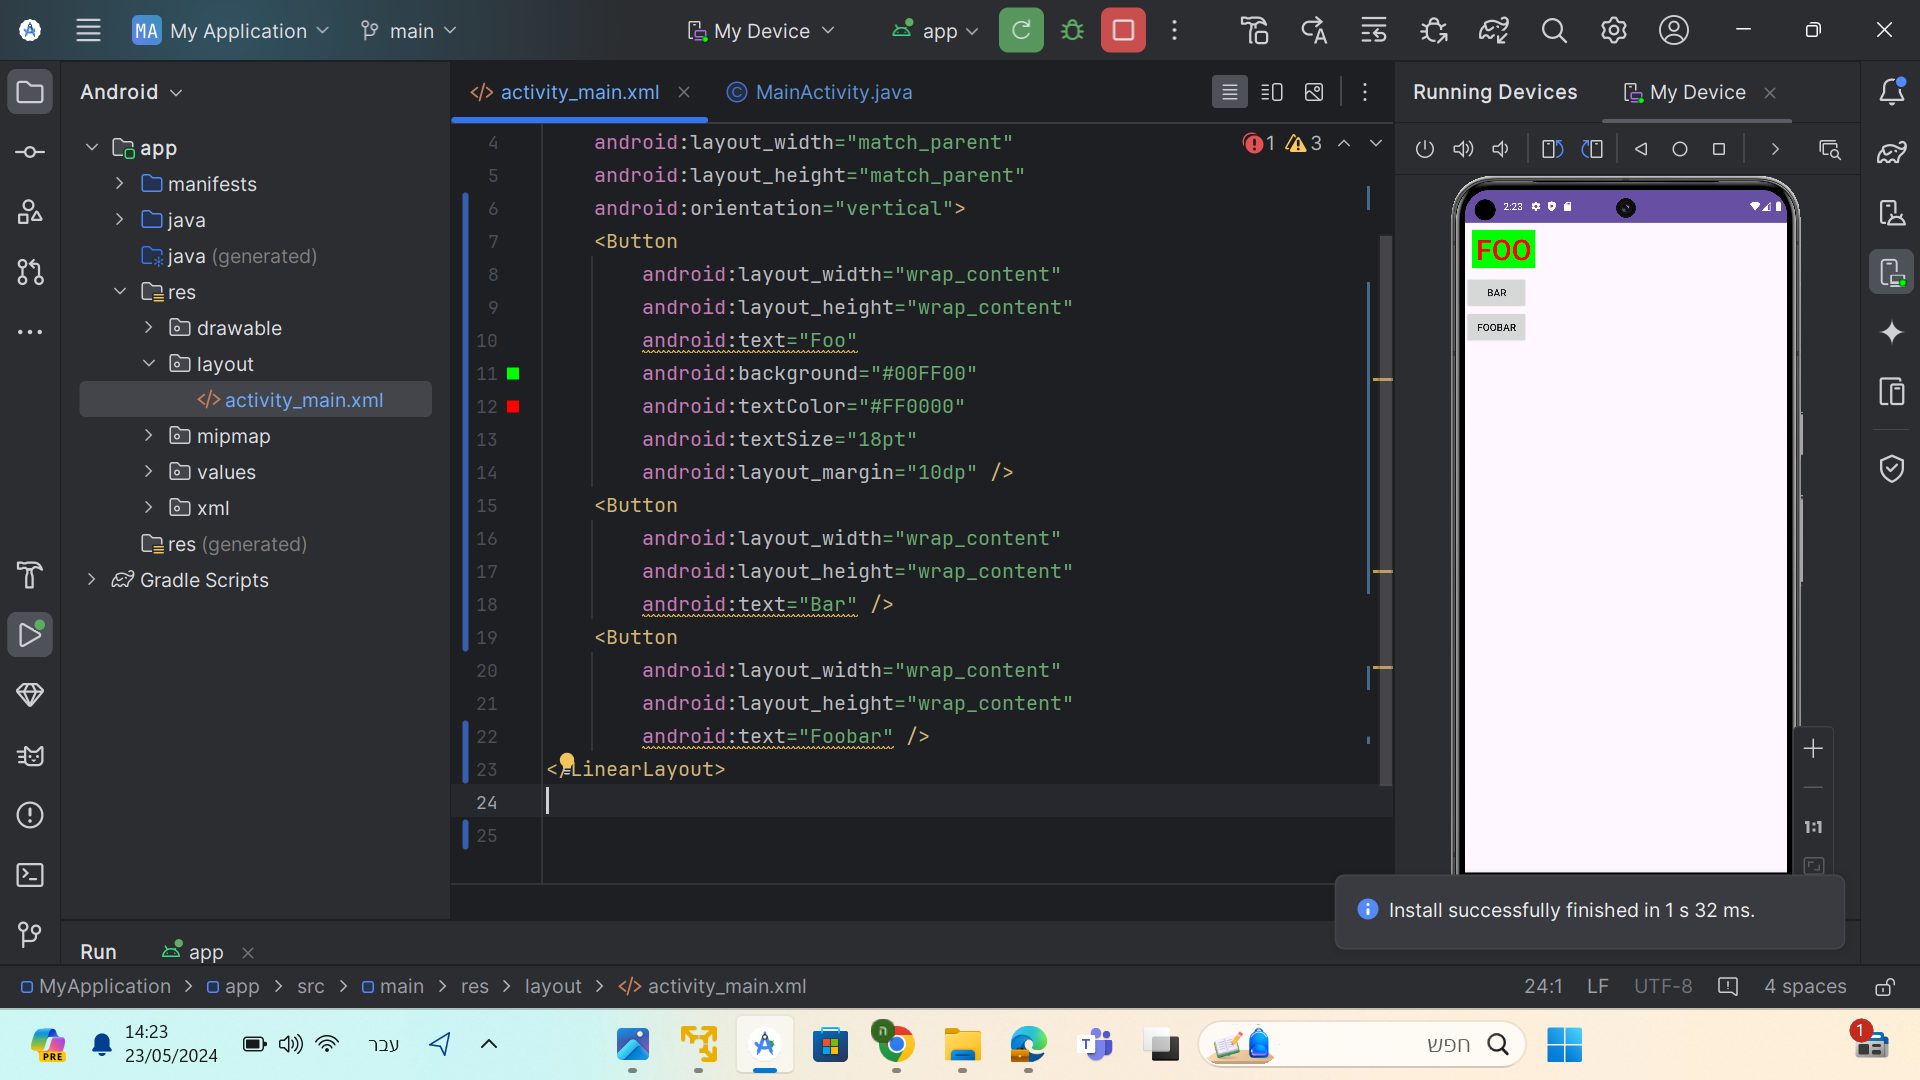 MA My Application main My Device app
Android
app
manifests
java
java (generated)
res
drawable
layout
activity_main.xml
mipmap
values
xml
res (generated)
Gradle Scripts
activity_main.xml MainActivity.java
1 3
4 android:layout_width="match_parent"
5 android:layout_height="match_parent"
6 android:orientation="vertical">
7 <Button
8 android:layout_width="wrap_content"
9 android:layout_height="wrap_content"
10 android:text="Foo"
11 android:background="#00FF00"
12 android:textColor="#FF0000"
13 android:textSize="18pt"
14 android:layout_margin="10dp" />
15 <Button
16 android:layout_width="wrap_content"
17 android:layout_height="wrap_content"
18 android:text="Bar" />
19 <Button
20 android:layout_width="wrap_content"
21 android:layout_height="wrap_content"
22 android:text="Foobar" />
23 </LinearLayout>
24
25
Running Devices My Device
2:23
FOO
BAR
FOOBAR
1:1
Install successfully finished in 1 s 32 ms.
Run app
MyApplication > app > src > main > res > layout > activity_main.xml
24:1 LF UTF-8 4 spaces
PRE
14:23
23/05/2024
עבר
ה
T
חפש
1